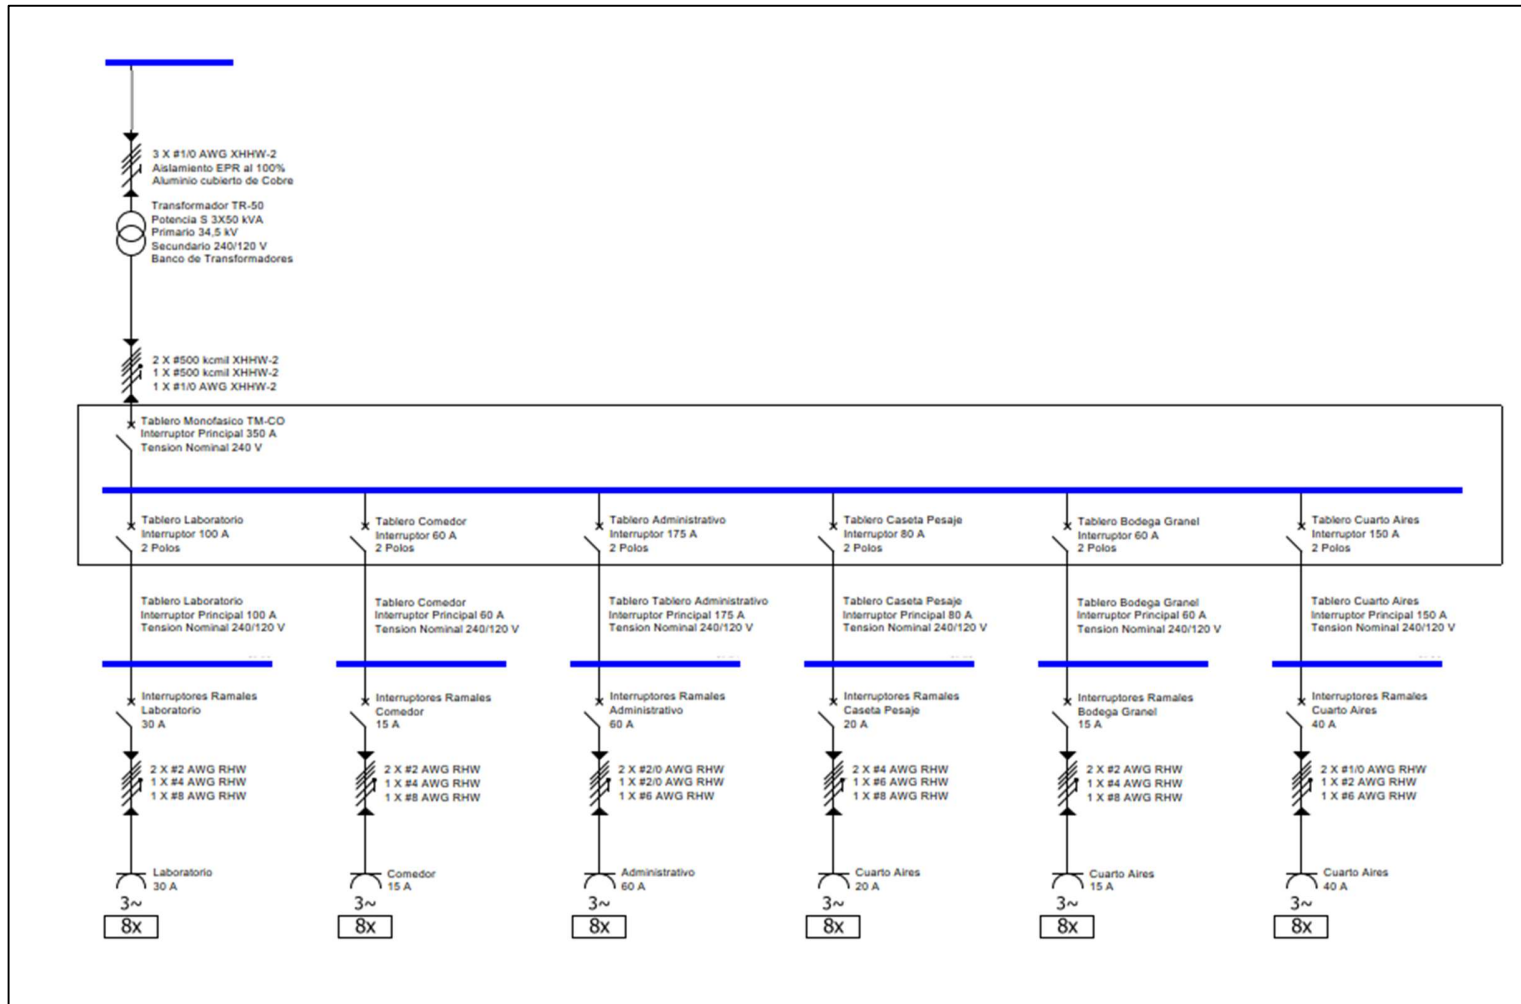 3 X #1/0 AWG XHHW-2
Aislamiento EPR al 100%
Aluminio cubierto de Cobre
Transformador TR-50
Potencia S 3X50 kVA
Primario 34,5 kV
Secundario 240/120 V
Banco de Transformadores
2 X #500 kcmil XHHW-2
1 X #500 kcmil XHHW-2
1 X #1/0 AWG XHHW-2
Tablero Monofasico TM-CO
Interruptor Principal 350 A
Tension Nominal 240 V
Tablero Laboratorio
Interruptor 100 A
2 Polos
Tablero Comedor
Interruptor 60 A
2 Polos
Tablero Administrativo
Interruptor 175 A
2 Polos
Tablero Caseta Pesaje
Interruptor 80 A
2 Polos
Tablero Bodega Granel
Interruptor 60 A
2 Polos
Tablero Cuarto Aires
Interruptor 150 A
2 Polos
Tablero Laboratorio
Interruptor Principal 100 A
Tension Nominal 240/120 V
Tablero Comedor
Interruptor Principal 60 A
Tension Nominal 240/120 V
Tablero Tablero Administrativo
Interruptor Principal 175 A
Tension Nominal 240/120 V
Tablero Caseta Pesaje
Interruptor Principal 80 A
Tension Nominal 240/120 V
Tablero Bodega Granel
Interruptor Principal 60 A
Tension Nominal 240/120 V
Tablero Cuarto Aires
Interruptor Principal 150 A
Tension Nominal 240/120 V
Interruptores Ramales
Laboratorio
30 A
Interruptores Ramales
Comedor
15 A
Interruptores Ramales
Administrativo
60 A
Interruptores Ramales
Caseta Pesaje
20 A
Interruptores Ramales
Bodega Granel
15 A
Interruptores Ramales
Cuarto Aires
40 A
2 X #2 AWG RHW
1 X #4 AWG RHW
1 X #8 AWG RHW
2 X #2 AWG RHW
1 X #4 AWG RHW
1 X #8 AWG RHW
2 X #2/0 AWG RHW
1 X #2/0 AWG RHW
1 X #6 AWG RHW
2 X #4 AWG RHW
1 X #6 AWG RHW
1 X #8 AWG RHW
2 X #2 AWG RHW
1 X #4 AWG RHW
1 X #8 AWG RHW
2 X #1/0 AWG RHW
1 X #2 AWG RHW
1 X #6 AWG RHW
Laboratorio
30 A
3~
8x
Comedor
15 A
3~
8x
Administrativo
60 A
3~
8x
Cuarto Aires
20 A
3~
8x
Cuarto Aires
15 A
3~
8x
Cuarto Aires
40 A
3~
8x